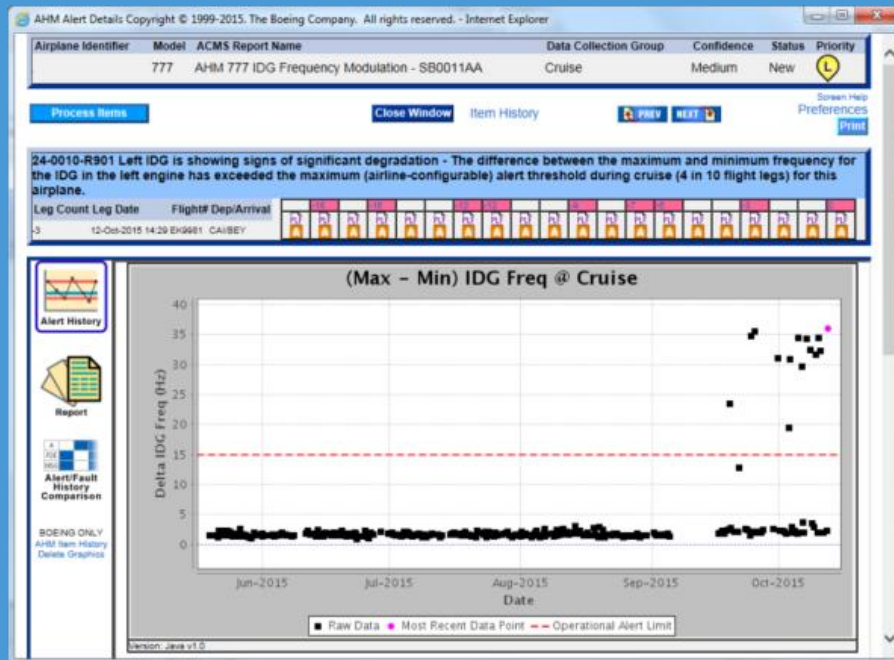 AHM Alert Details Copyright © 1999-2015. The Boeing Company. All rights reserved. - Internet Explorer
Airplane Identifier Model ACMS Report Name Data Collection Group Confidence Status Priority
777 AHM 777 IDG Frequency Modulation - SB0011AA Cruise Medium New L
Screen Help
Process Items Close Window Item History PREV NEXT Preferences
Print
24-0010-R901 Left IDG is showing signs of significant degradation - The difference between the maximum and minimum frequency for
the IDG in the left engine has exceeded the maximum (airline-configurable) alert threshold during cruise (4 in 10 flight legs) for this
airplane.
Leg Count Leg Date Flight# Dep/Arrival
-3 12-Oct-2015 14:29 EK9981
(Max - Min) IDG Freq @ Cruise
Alert History
Report
Alert/Fault
History
Comparison
BOEING ONLY
AHM Item History
Delete Graphics
Delta IDG Freq (Hz)
40
35
30
25
20
15
10
5
0
Jun-2015 Jul-2015 Aug-2015 Sep-2015 Oct-2015
Date
Raw Data Most Recent Data Point Operational Alert Limit
Version: Java v1.0